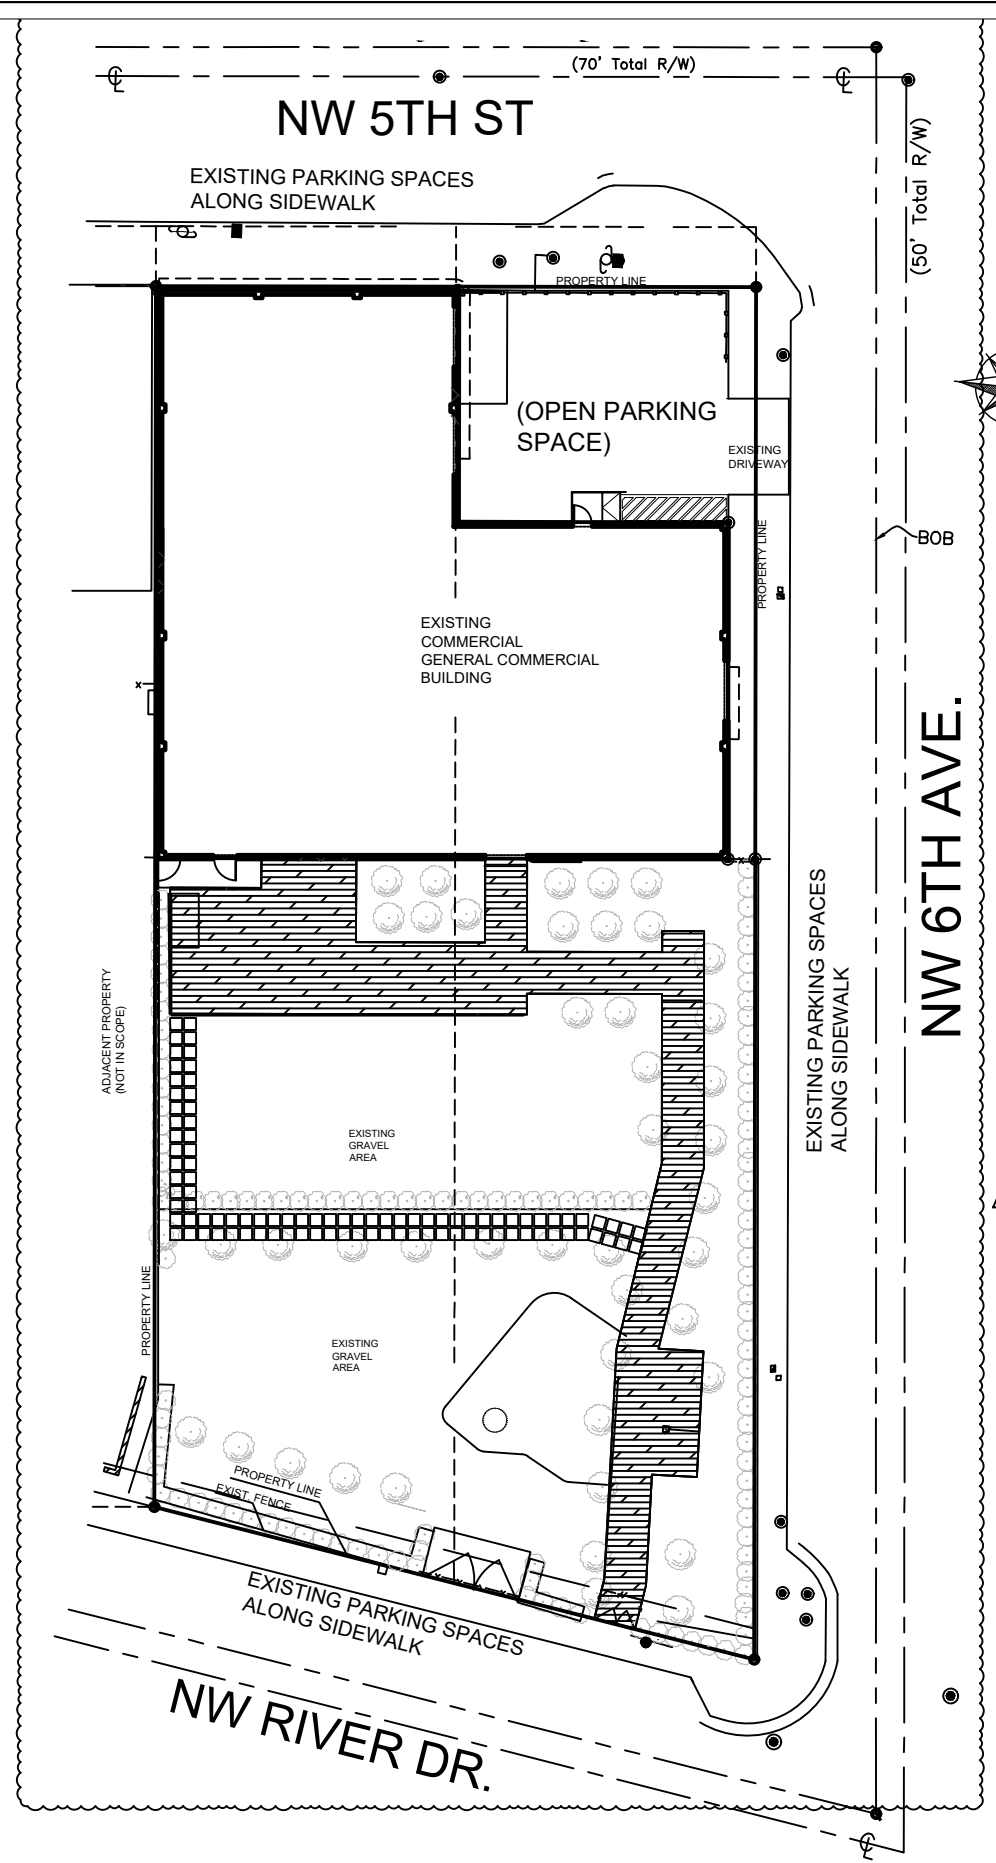 (70' Total R/W)
℄
℄
NW 5TH ST
(50' Total R/W)
EXISTING PARKING SPACES
ALONG SIDEWALK
PROPERTY LINE
(OPEN PARKING
SPACE)
EXISTING
DRIVEWAY
PROPERTY LINE
BOB
EXISTING
COMMERCIAL
GENERAL COMMERCIAL
BUILDING
NW 6TH AVE.
EXISTING PARKING SPACES
ALONG SIDEWALK
ADJACENT PROPERTY
(NOT IN SCOPE)
EXISTING
GRAVEL
AREA
PROPERTY LINE
EXISTING
GRAVEL
AREA
PROPERTY LINE
EXIST. FENCE
EXISTING PARKING SPACES
ALONG SIDEWALK
NW RIVER DR.
℄